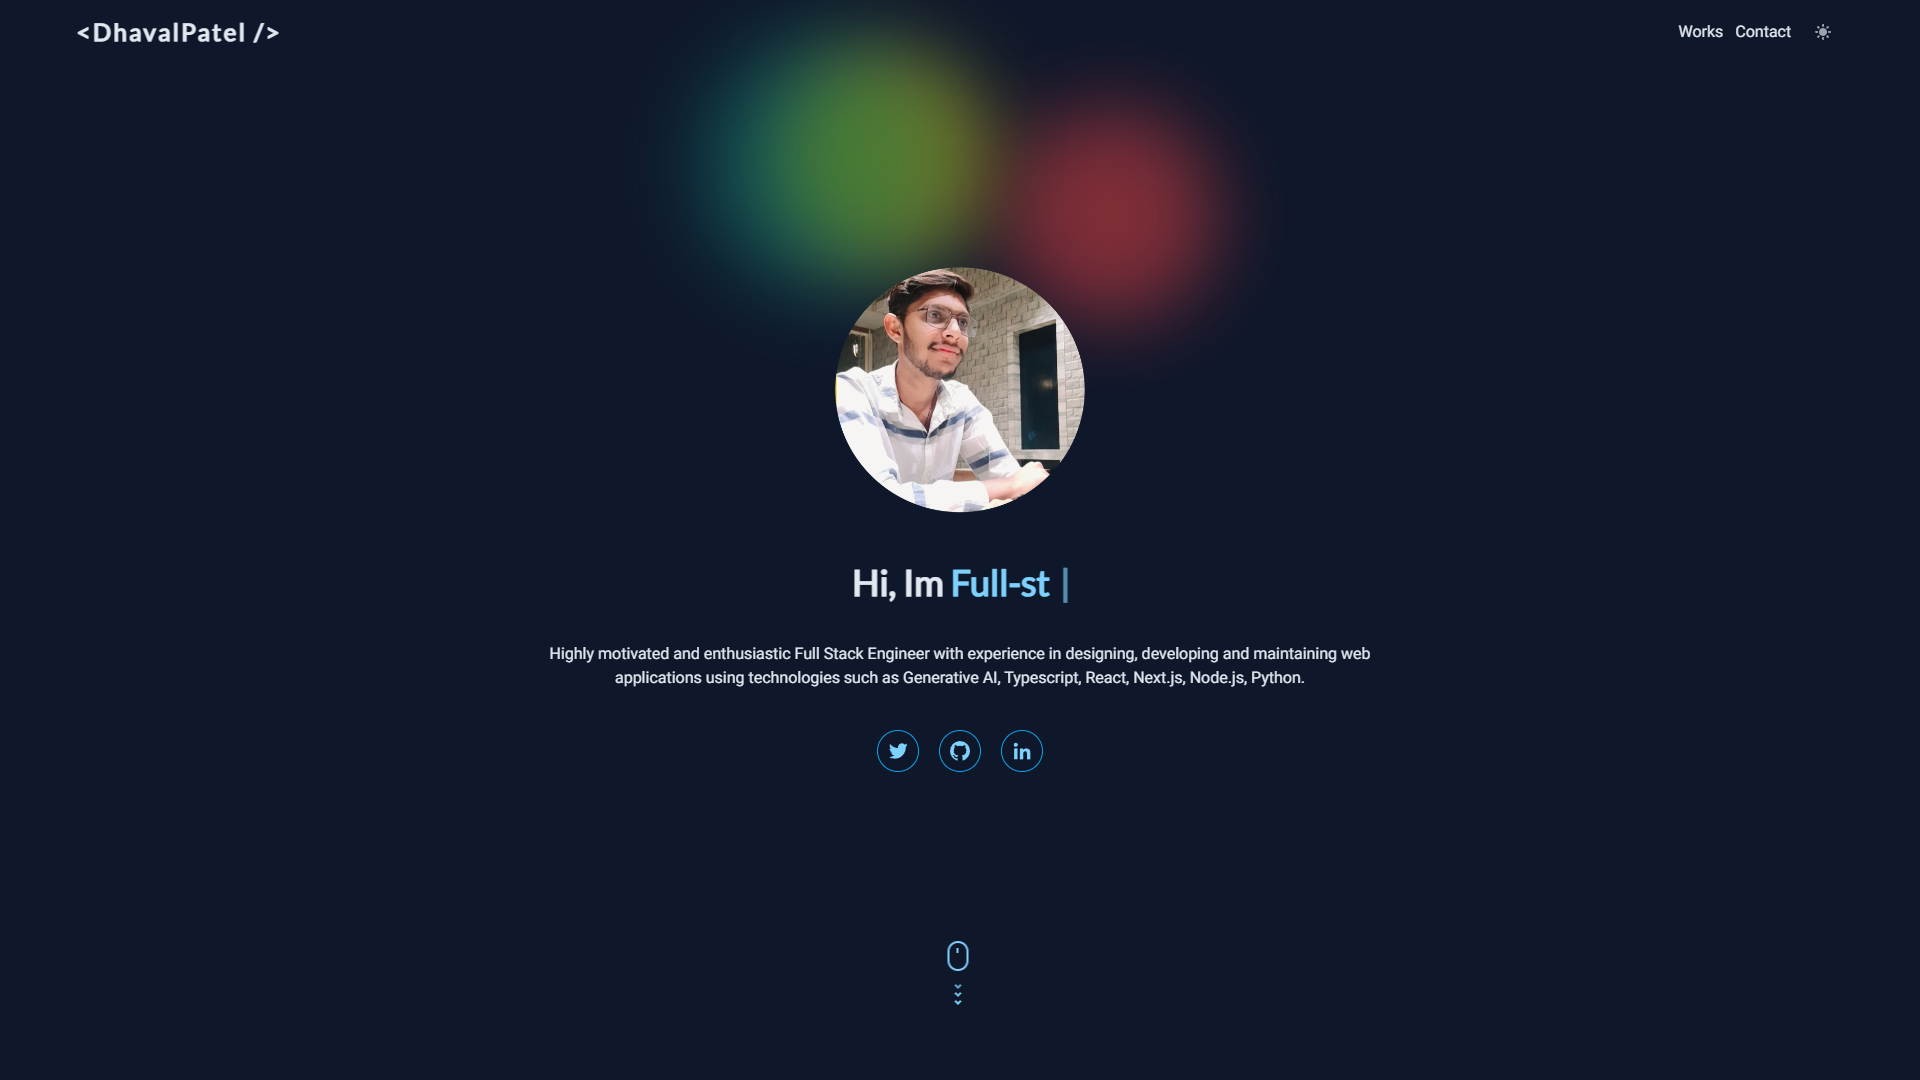 <DhavalPatel />
Works Contact
Hi, Im Full-st |
Highly motivated and enthusiastic Full Stack Engineer with experience in designing, developing and maintaining web
applications using technologies such as Generative AI, Typescript, React, Next.js, Node.js, Python.